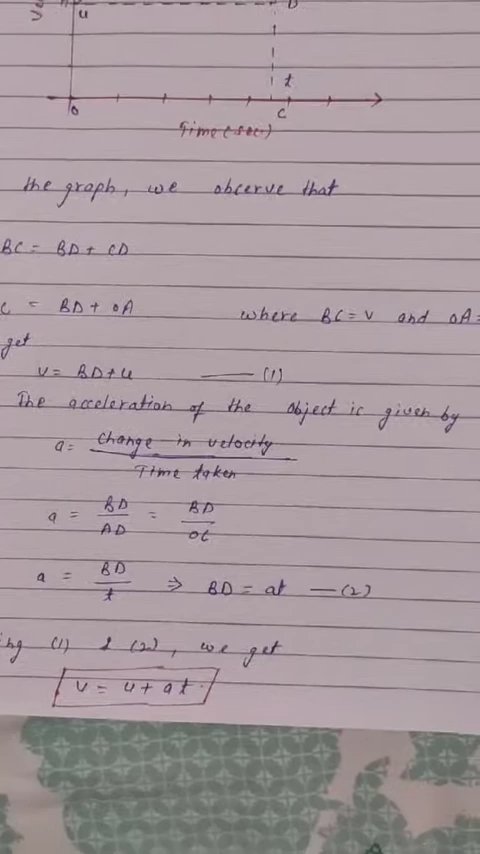 u
D
t
O
C
Time (sec)
the graph, we observe that
BC = BD + CD
C = BD + OA where BC = V and OA =
get
V = BD + u — (1)
The acceleration of the object is given by
a = Change in velocity
Time taken
a = BD = BD
AD OC
a = BD ⇒ BD = at — (2)
t
ing (1) & (2), we get
V = u + at.